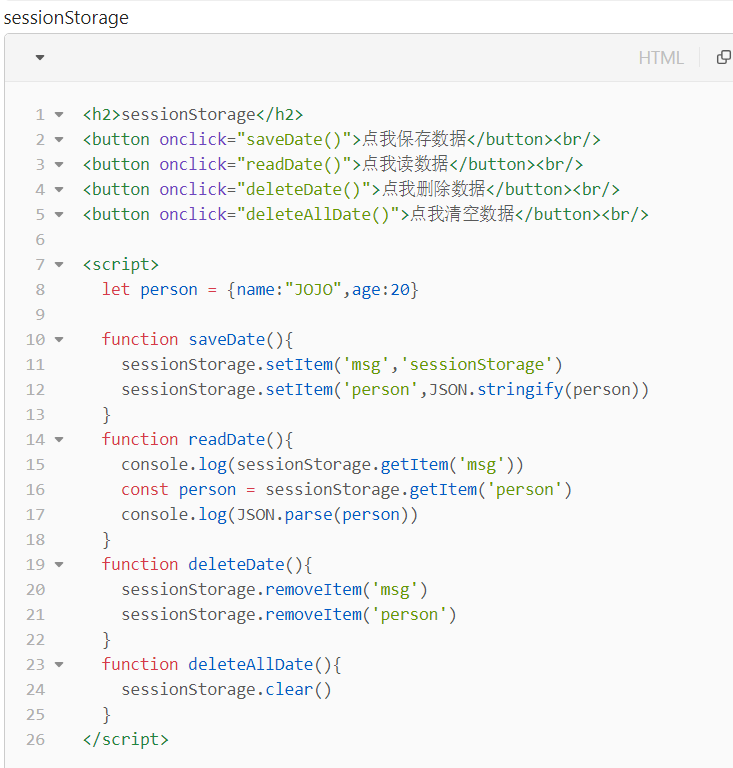 sessionStorage
HTML
1 <h2>sessionStorage</h2>
2 <button onclick="saveDate()">点我保存数据</button><br/>
3 <button onclick="readDate()">点我读数据</button><br/>
4 <button onclick="deleteDate()">点我删除数据</button><br/>
5 <button onclick="deleteAllDate()">点我清空数据</button><br/>
6
7 <script>
8   let person = {name:"JOJO",age:20}
9
10   function saveDate(){
11     sessionStorage.setItem('msg','sessionStorage')
12     sessionStorage.setItem('person',JSON.stringify(person))
13   }
14   function readDate(){
15     console.log(sessionStorage.getItem('msg'))
16     const person = sessionStorage.getItem('person')
17     console.log(JSON.parse(person))
18   }
19   function deleteDate(){
20     sessionStorage.removeItem('msg')
21     sessionStorage.removeItem('person')
22   }
23   function deleteAllDate(){
24     sessionStorage.clear()
25   }
26 </script>